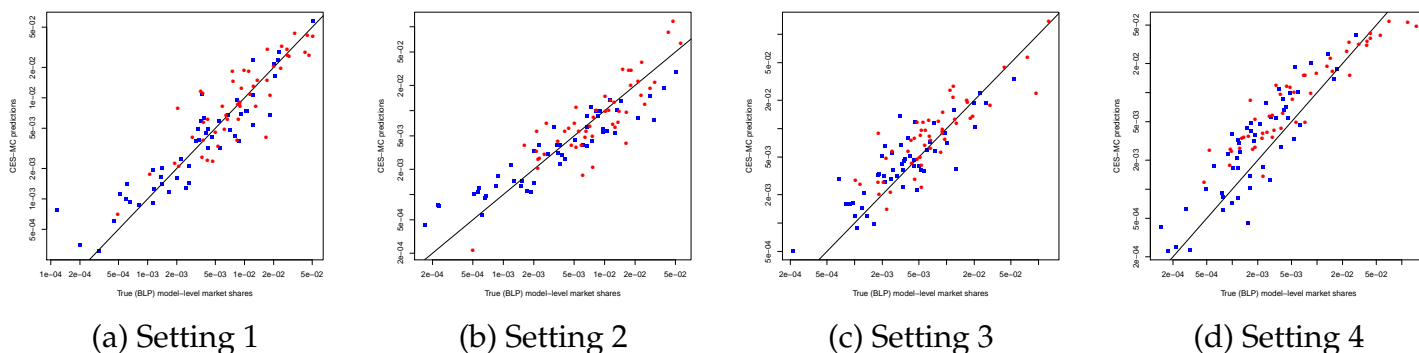 CES−MC predictions
5e−02
2e−02
1e−02
5e−03
2e−03
1e−03
5e−04
1e−04 2e−04 5e−04 1e−03 2e−03 5e−03 1e−02 2e−02 5e−02
True (BLP) model−level market shares
(a) Setting 1
CES−MC predictions
5e−02
2e−02
5e−03
2e−03
5e−04
2e−04
2e−04 5e−04 1e−03 2e−03 5e−03 1e−02 2e−02 5e−02
True (BLP) model−level market shares
(b) Setting 2
CES−MC predictions
5e−02
2e−02
5e−03
2e−03
5e−04
2e−04 5e−04 2e−03 5e−03 2e−02 5e−02
True (BLP) model−level market shares
(c) Setting 3
CES−MC predictions
5e−02
2e−02
5e−03
2e−03
5e−04
2e−04
2e−04 5e−04 2e−03 5e−03 2e−02 5e−02
True (BLP) model−level market shares
(d) Setting 4